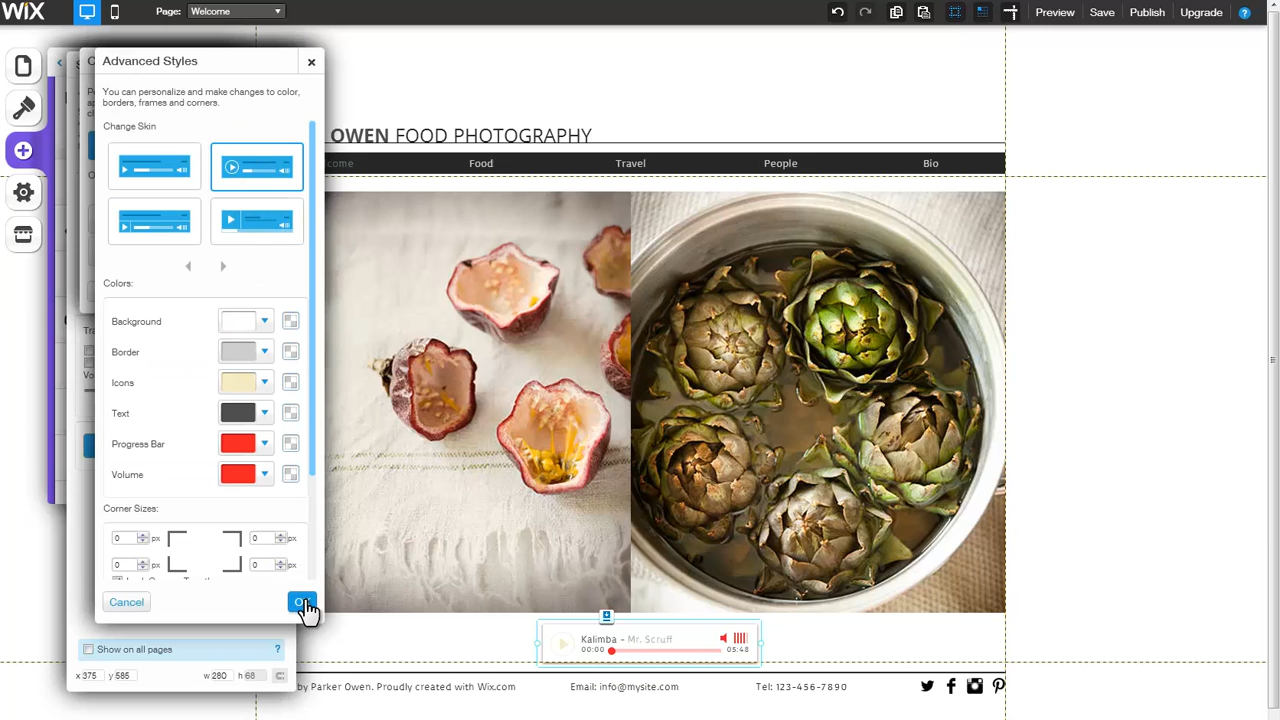 WiX
Page: Welcome
Preview Save Publish Upgrade ?
Advanced Styles
You can personalize and make changes to color,
borders, frames and corners.
Change Skin
Colors:
Background
Border
Icons
Text
Progress Bar
Volume
Corner Sizes:
0 px 0 px
0 px 0 px
Cancel
Show on all pages ?
x 375 y 585 w 280 h 68
OWEN FOOD PHOTOGRAPHY
Food Travel People Bio
Kalimba - Mr. Scruff
00:00 05:48
by Parker Owen. Proudly created with Wix.com
Email: info@mysite.com
Tel: 123-456-7890